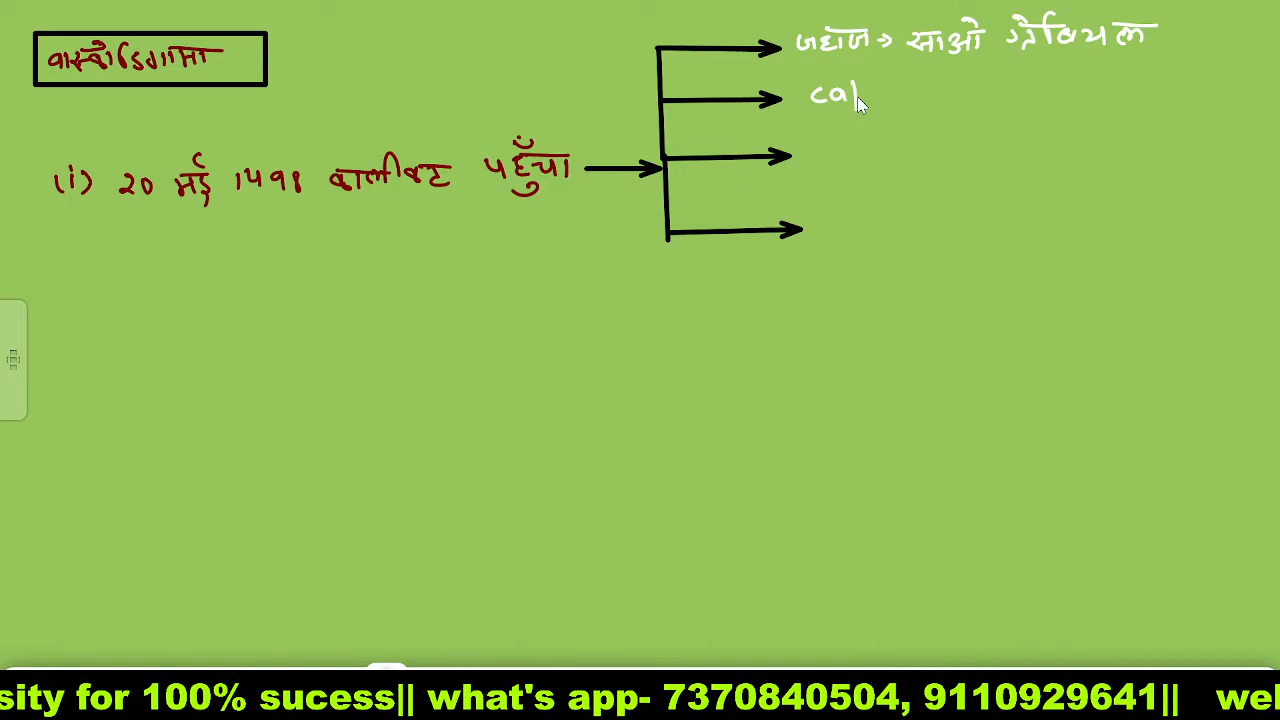 वास्कोडिगामा
जहाज → साओ ग्रैबियल
cal
(i) 20 मई 1498 कालीकट पहुँचा
sity for 100% sucess|| what's app- 7370840504, 9110929641|| wel